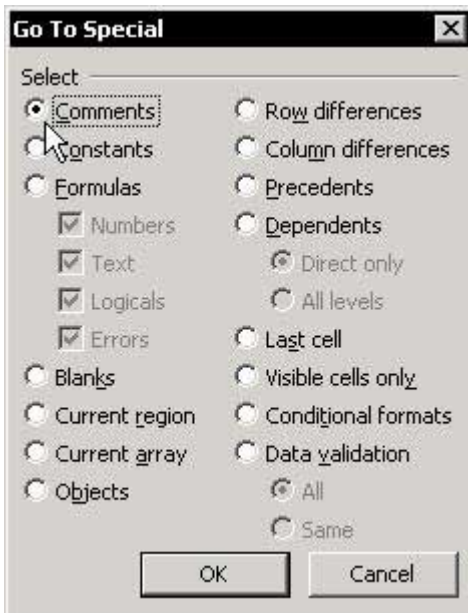 Go To Special
Select
Comments
Constants
Formulas
Numbers
Text
Logicals
Errors
Blanks
Current region
Current array
Objects
Row differences
Column differences
Precedents
Dependents
Direct only
All levels
Last cell
Visible cells only
Conditional formats
Data validation
All
Same
OK
Cancel